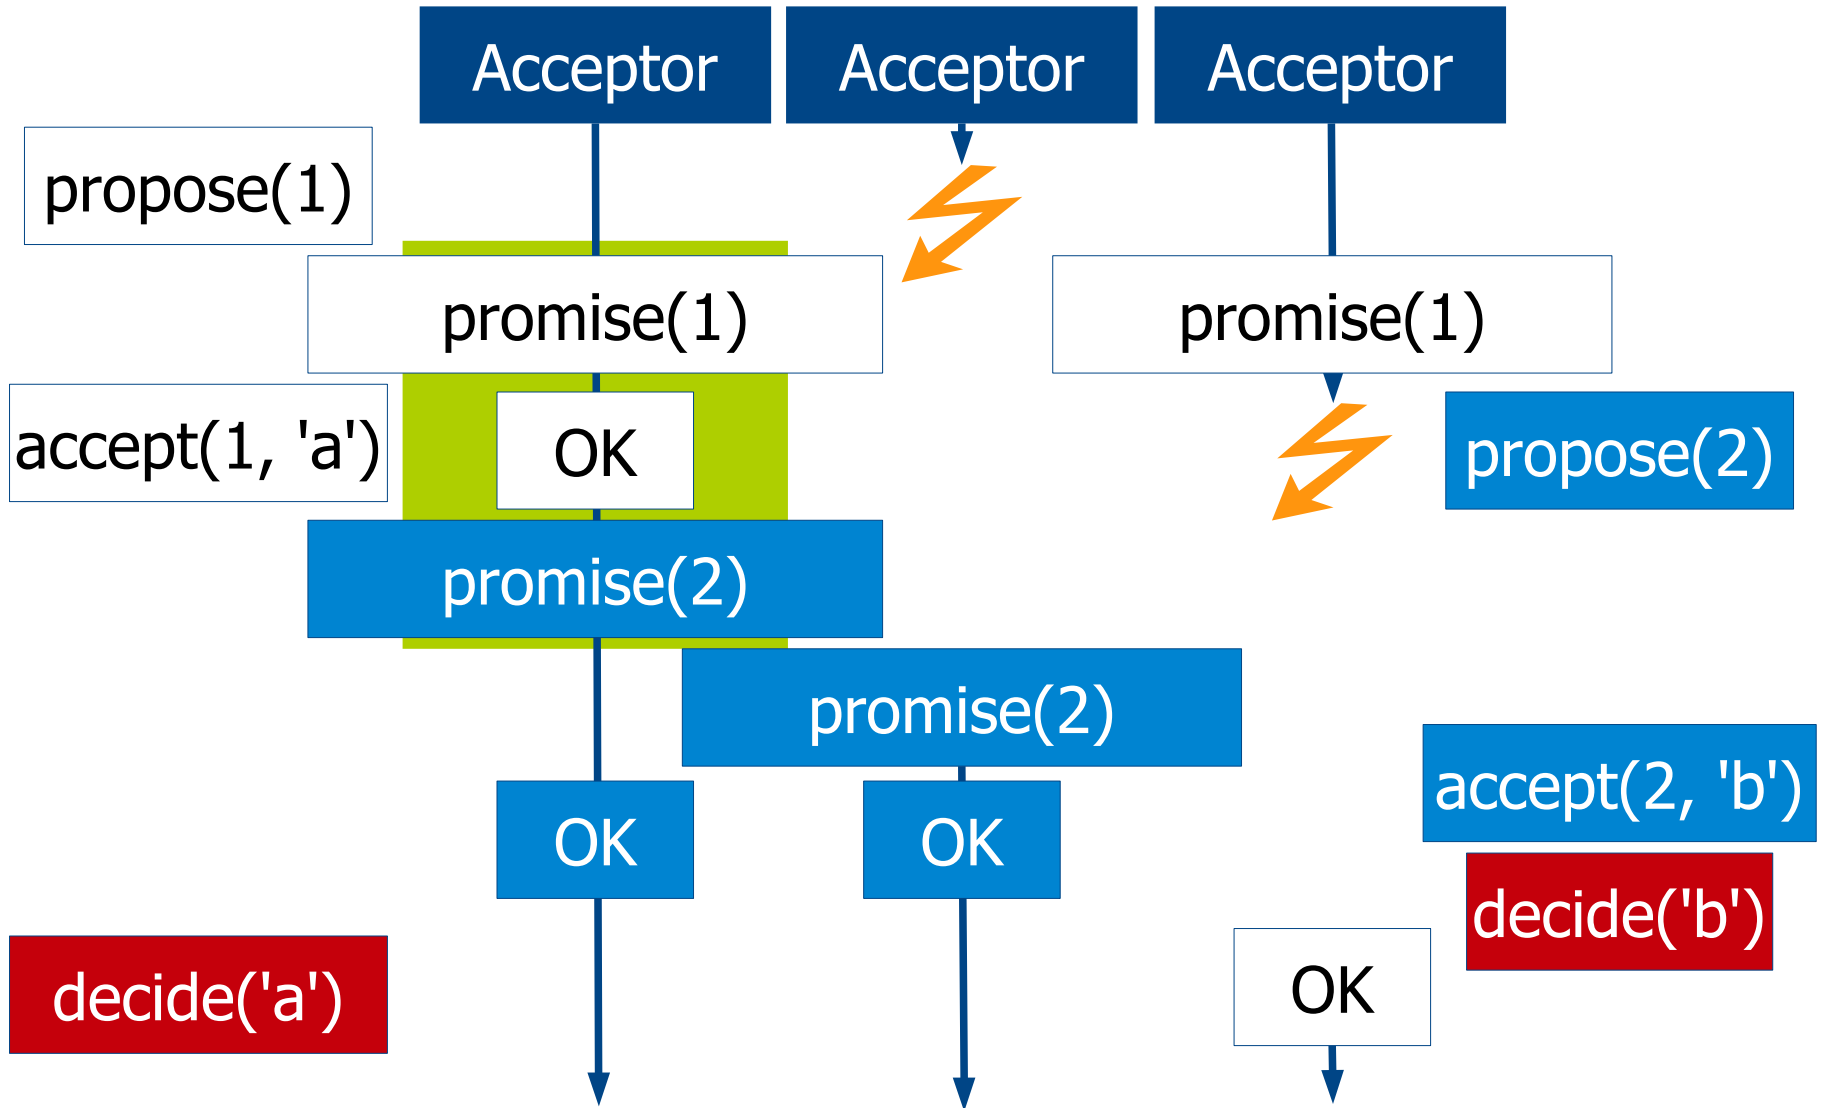 Acceptor
Acceptor
Acceptor
propose(1)
promise(1)
promise(1)
accept(1, 'a')
OK
propose(2)
promise(2)
promise(2)
accept(2, 'b')
OK
OK
decide('b')
decide('a')
OK